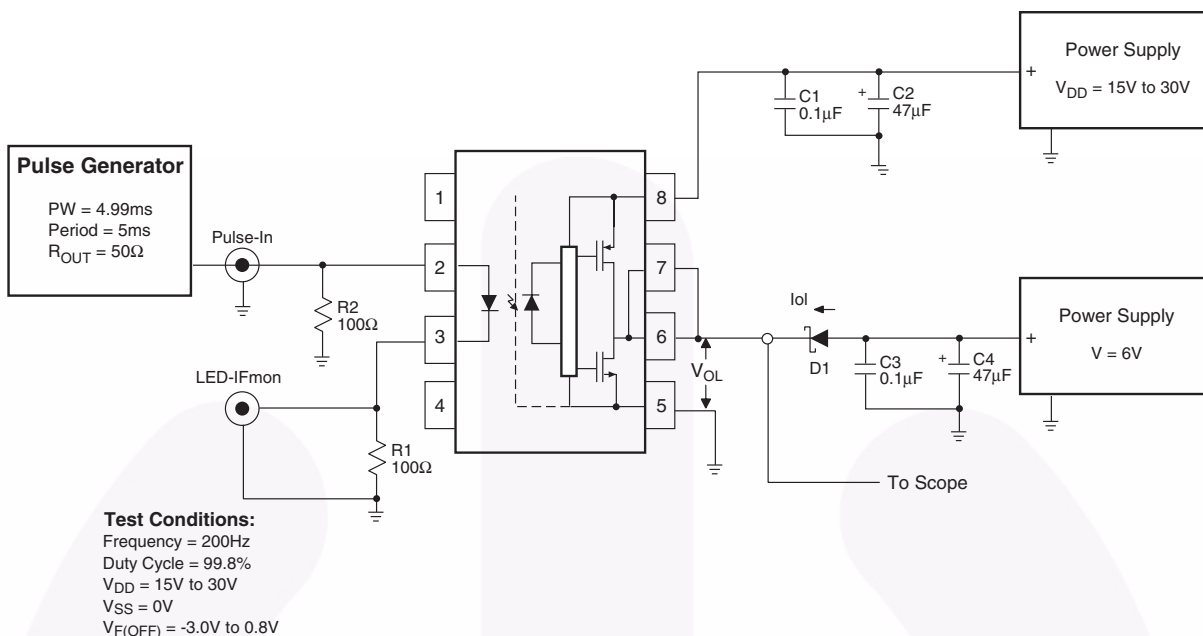 Power Supply
V_DD = 15V to 30V
+
C1
0.1µF
+
C2
47µF
Pulse Generator
PW = 4.99ms
Period = 5ms
R_OUT = 50Ω
Pulse-In
R2
100Ω
LED-IFmon
R1
100Ω
1
2
3
4
8
7
6
5
V_OL
Iol
D1
C3
0.1µF
+
C4
47µF
+
Power Supply
V = 6V
To Scope
Test Conditions:
Frequency = 200Hz
Duty Cycle = 99.8%
V_DD = 15V to 30V
V_SS = 0V
V_F(OFF) = -3.0V to 0.8V